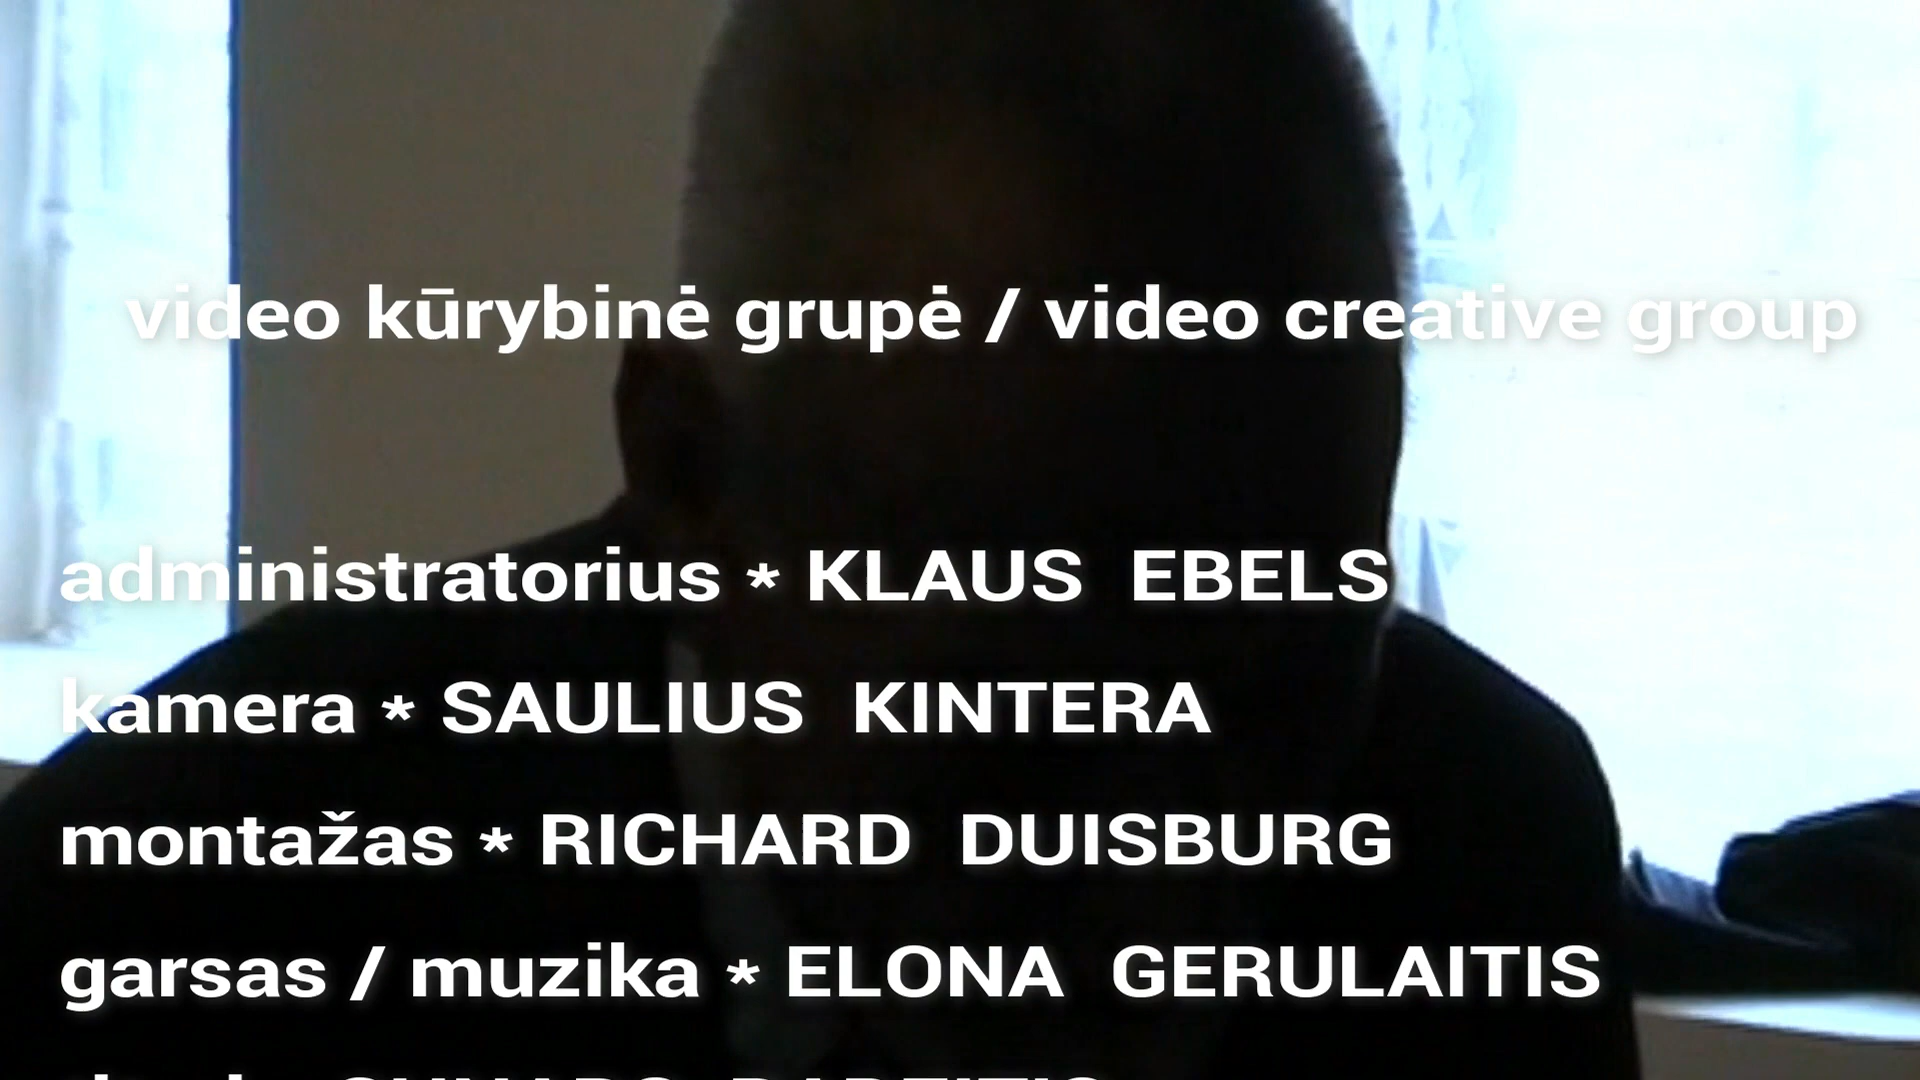 video kūrybinė grupė / video creative group
administratorius * KLAUS EBELS
kamera * SAULIUS KINTERA
montažas * RICHARD DUISBURG
garsas / muzika * ELONA GERULAITIS